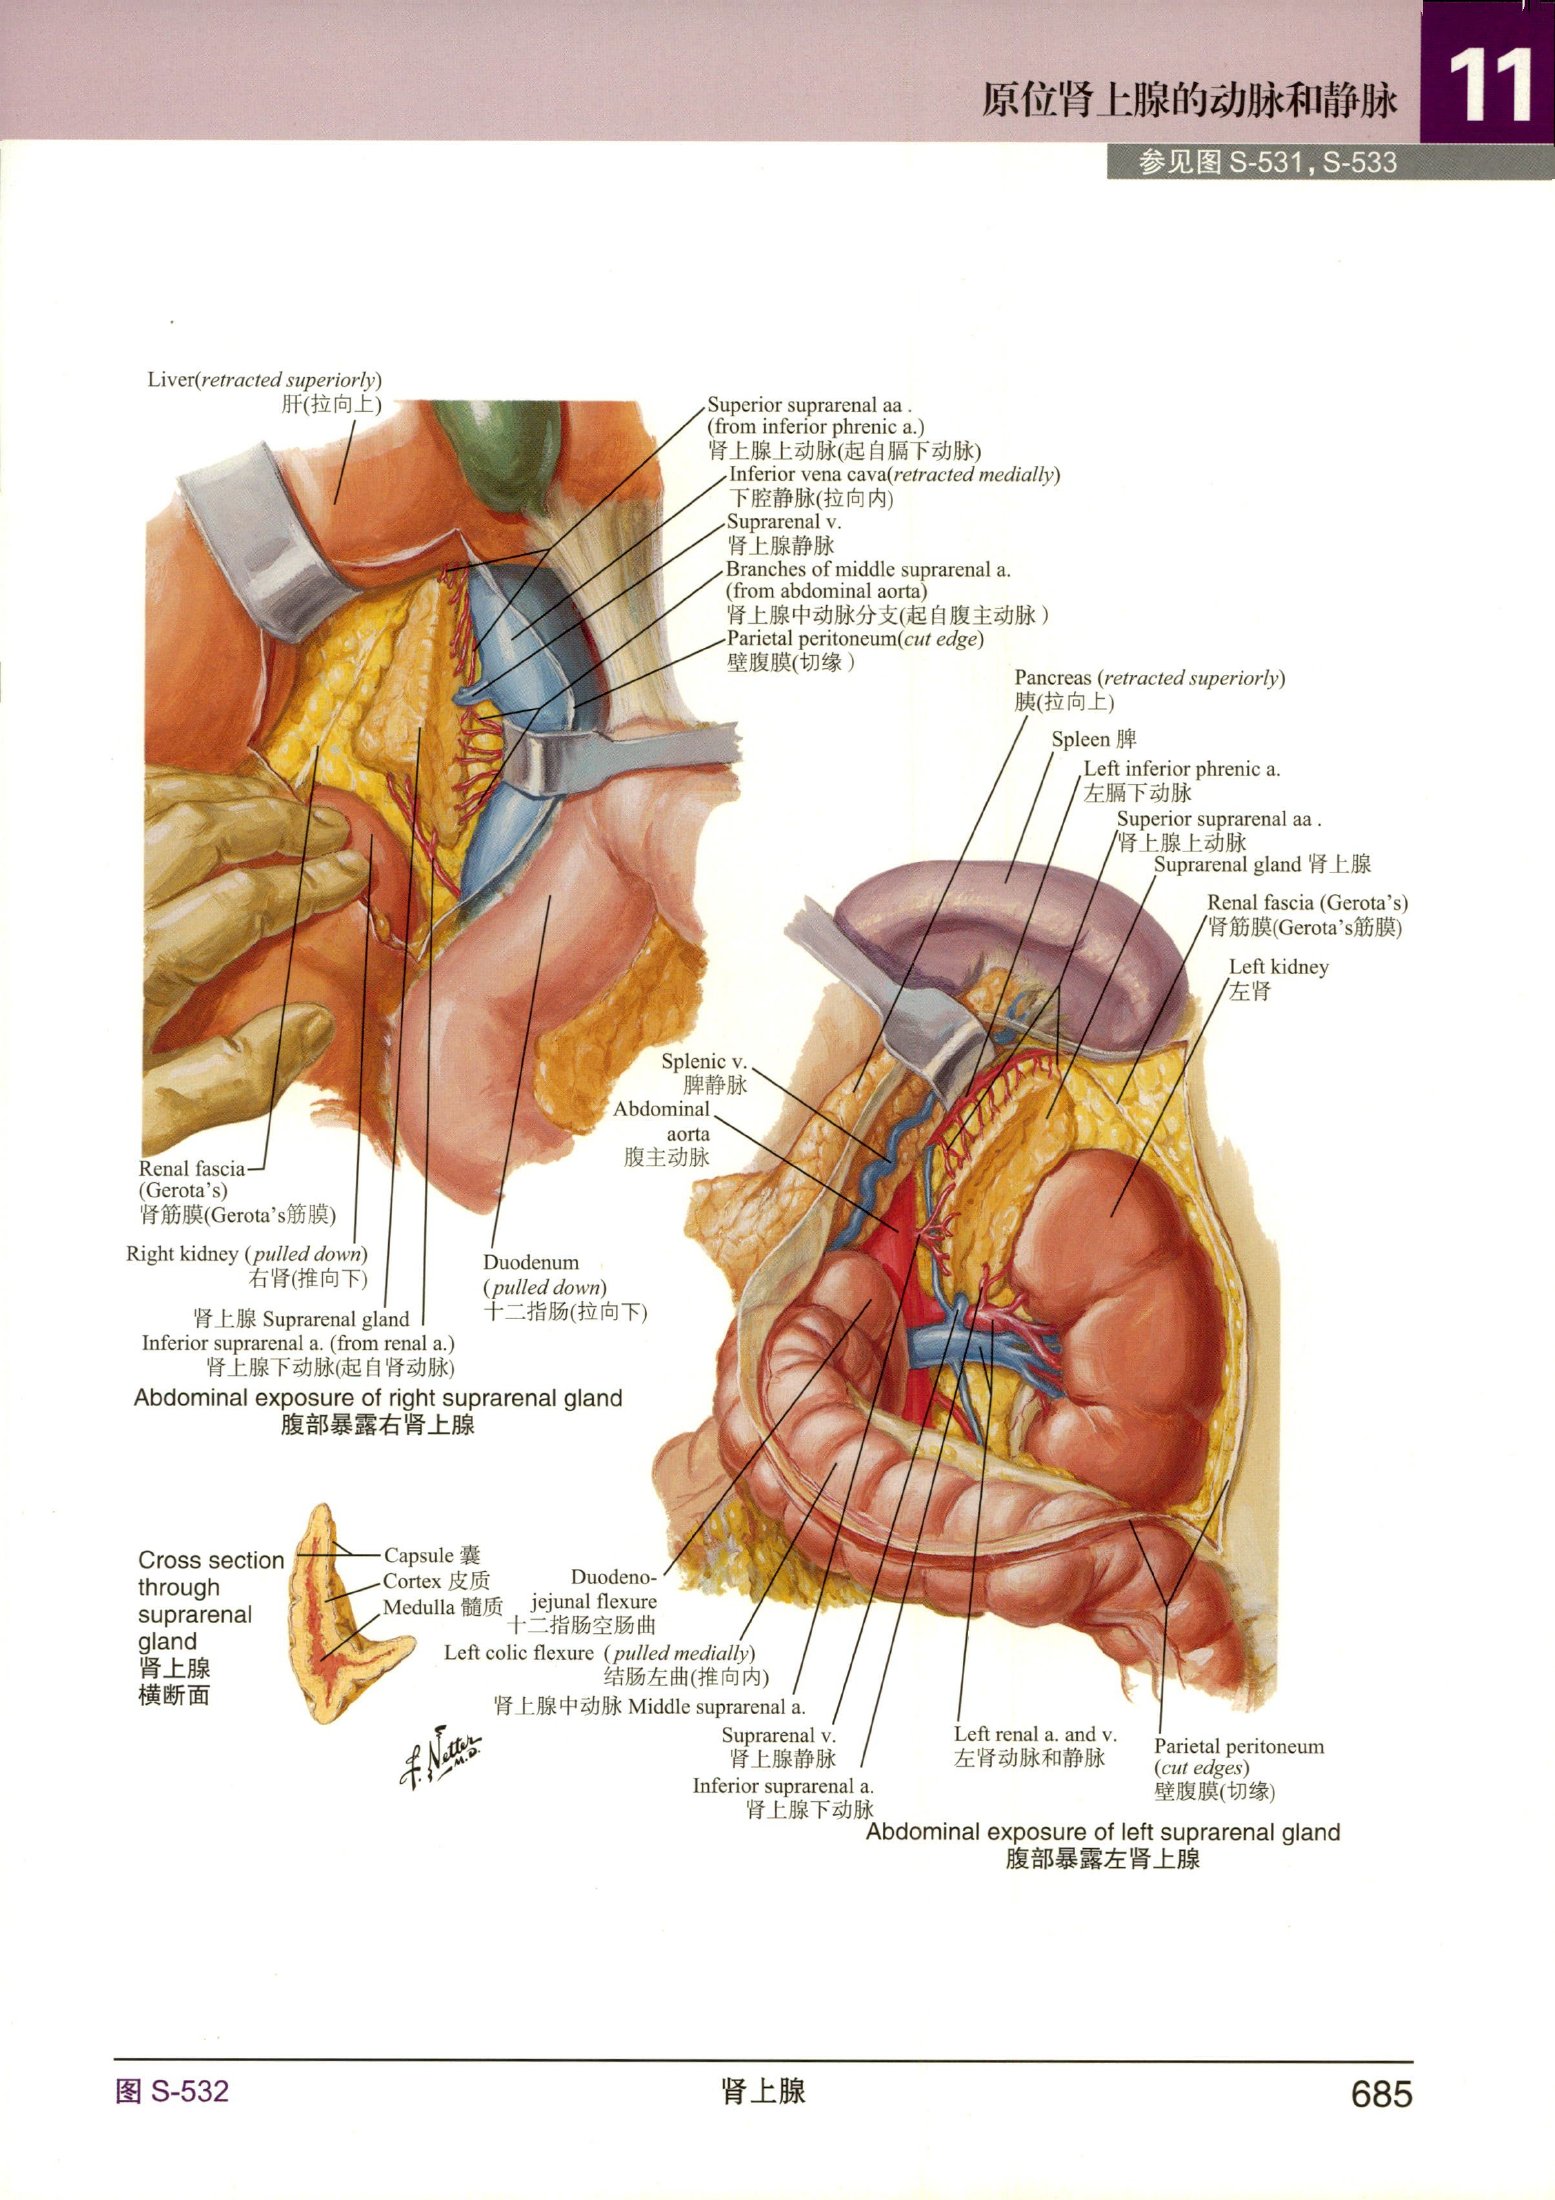 原位肾上腺的动脉和静脉
11
参见图 S-531, S-533
Liver(retracted superiorly)
肝(拉向上)
Superior suprarenal aa .
(from inferior phrenic a.)
肾上腺上动脉(起自膈下动脉)
Inferior vena cava(retracted medially)
下腔静脉(拉向内)
Suprarenal v.
肾上腺静脉
Branches of middle suprarenal a.
(from abdominal aorta)
肾上腺中动脉分支(起自腹主动脉)
Parietal peritoneum(cut edge)
壁腹膜(切缘)
Pancreas (retracted superiorly)
胰(拉向上)
Spleen 脾
Left inferior phrenic a.
左膈下动脉
Superior suprarenal aa .
肾上腺上动脉
Suprarenal gland 肾上腺
Renal fascia (Gerota's)
肾筋膜(Gerota's筋膜)
Left kidney
左肾
Splenic v.
脾静脉
Abdominal
aorta
腹主动脉
Renal fascia
(Gerota's)
肾筋膜(Gerota's筋膜)
Right kidney (pulled down)
右肾(推向下)
Duodenum
(pulled down)
十二指肠(拉向下)
肾上腺 Suprarenal gland
Inferior suprarenal a. (from renal a.)
肾上腺下动脉(起自肾动脉)
Abdominal exposure of right suprarenal gland
腹部暴露右肾上腺
Cross section
through
suprarenal
gland
肾上腺
横断面
Capsule 囊
Cortex 皮质
Medulla 髓质
Duodeno-
jejunal flexure
十二指肠空肠曲
Left colic flexure (pulled medially)
结肠左曲(推向内)
肾上腺中动脉 Middle suprarenal a.
Suprarenal v.
肾上腺静脉
Inferior suprarenal a.
肾上腺下动脉
Left renal a. and v.
左肾动脉和静脉
Parietal peritoneum
(cut edges)
壁腹膜(切缘)
Abdominal exposure of left suprarenal gland
腹部暴露左肾上腺
F. Netter
M.D.
图 S-532
肾上腺
685